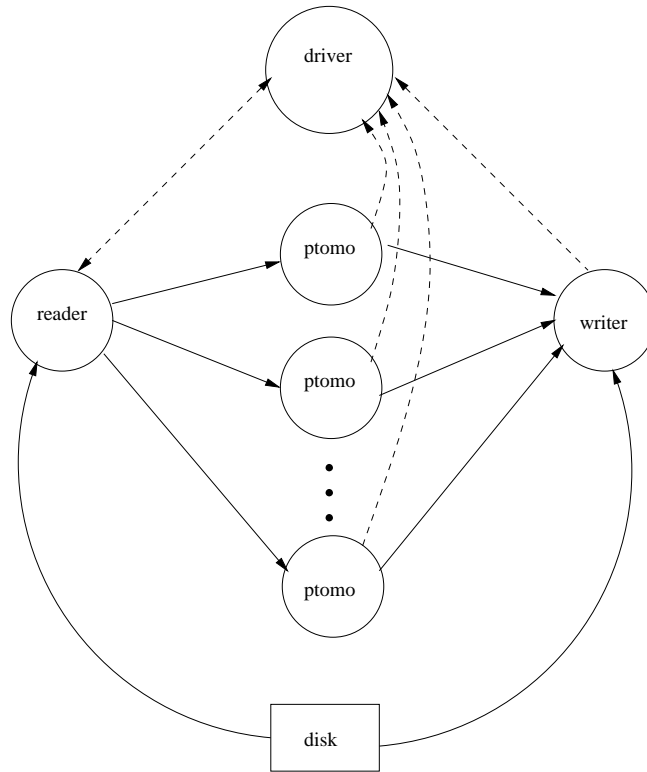 driver
ptomo
reader
writer
ptomo
ptomo
disk